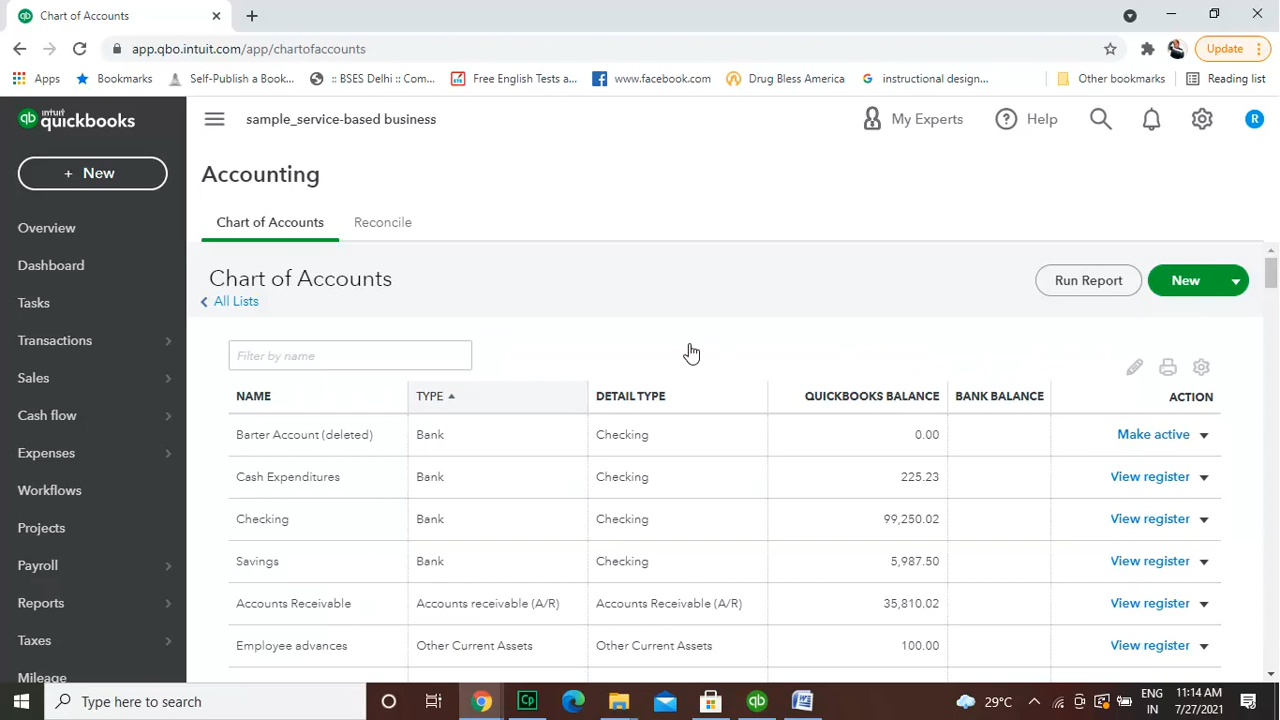 Chart of Accounts
app.qbo.intuit.com/app/chartofaccounts
Update
Apps
Bookmarks
Self-Publish a Book...
:: BSES Delhi :: Com...
Free English Tests a...
www.facebook.com
Drug Bless America
instructional design...
Other bookmarks
Reading list
intuit
quickbooks
sample_service-based business
My Experts
Help
R
+ New
Accounting
Overview
Dashboard
Tasks
Transactions
Sales
Cash flow
Expenses
Workflows
Projects
Payroll
Reports
Taxes
Mileage
Chart of Accounts
Reconcile
Chart of Accounts
All Lists
Run Report
New
Filter by name
NAME TYPE DETAIL TYPE QUICKBOOKS BALANCE BANK BALANCE ACTION
Barter Account (deleted) Bank Checking 0.00 Make active
Cash Expenditures Bank Checking 225.23 View register
Checking Bank Checking 99,250.02 View register
Savings Bank Checking 5,987.50 View register
Accounts Receivable Accounts receivable (A/R) Accounts Receivable (A/R) 35,810.02 View register
Employee advances Other Current Assets Other Current Assets 100.00 View register
Type here to search
29°C
ENG
IN
11:14 AM
7/27/2021